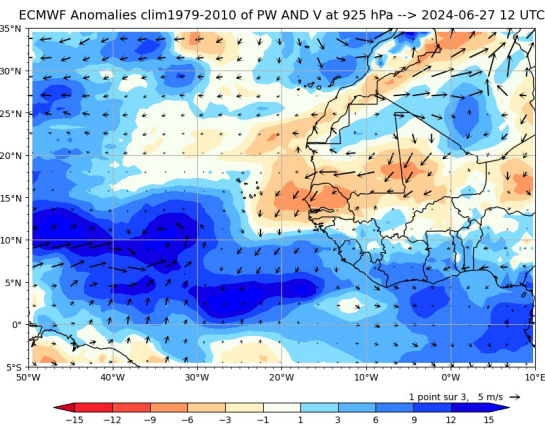 ECMWF Anomalies clim1979-2010 of PW AND V at 925 hPa --> 2024-06-27 12 UTC
35°N
30°N
25°N
20°N
15°N
10°N
5°N
0°
5°S
50°W 40°W 30°W 20°W 10°W 0°W 10°E
1 point sur 3, 5 m/s
−15 −12 −9 −6 −3 −1 1 3 6 9 12 15